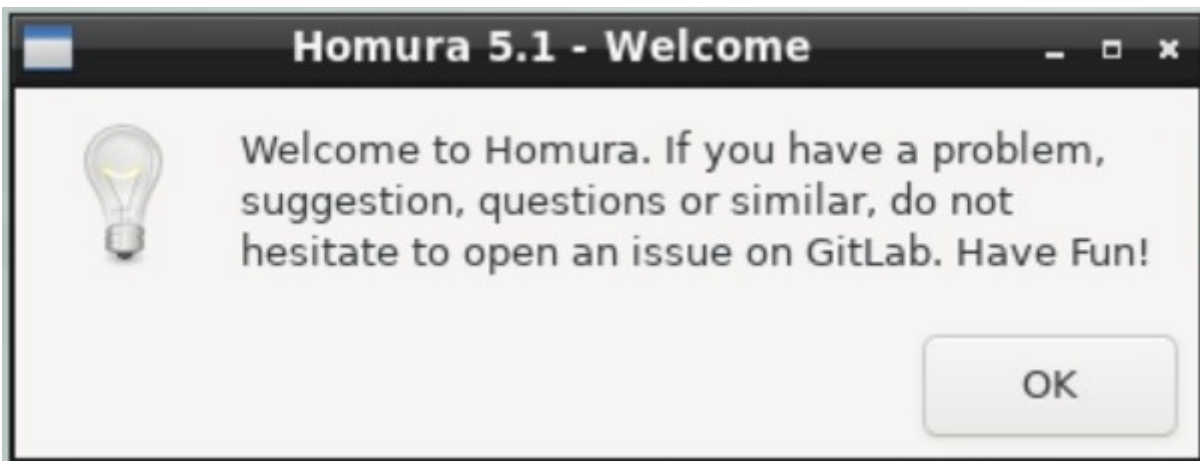 Homura 5.1 - Welcome
Welcome to Homura. If you have a problem,
suggestion, questions or similar, do not
hesitate to open an issue on GitLab. Have Fun!
OK